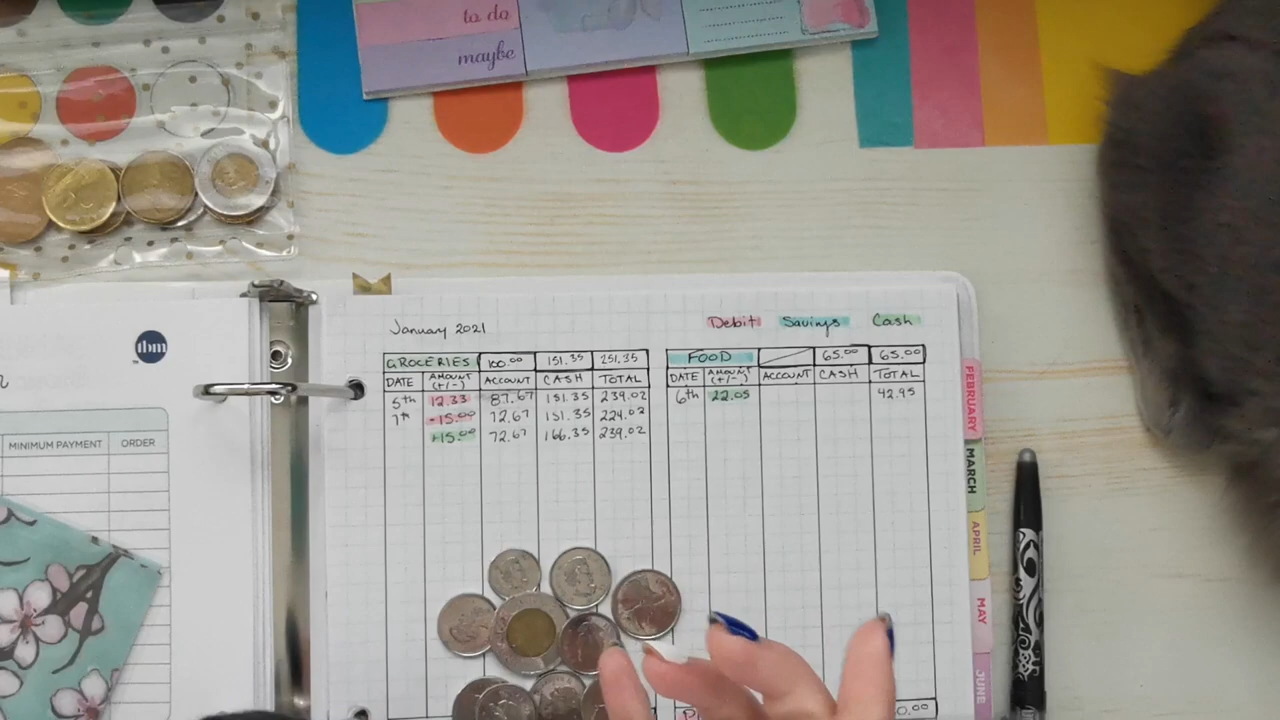 to do
maybe
tbm
MINIMUM PAYMENT ORDER
January 2021
Debit Savings Cash
GROCERIES 100.00 151.35 251.35
DATE AMOUNT (+/-) ACCOUNT CASH TOTAL
5th 12.33 87.67 151.35 239.02
7th -15.00 72.67 151.35 224.02
+15.00 72.67 166.35 239.02
FOOD 65.00 65.00
DATE AMOUNT (+/-) ACCOUNT CASH TOTAL
6th 22.05 42.95
FEBRUARY
MARCH
APRIL
MAY
JUNE